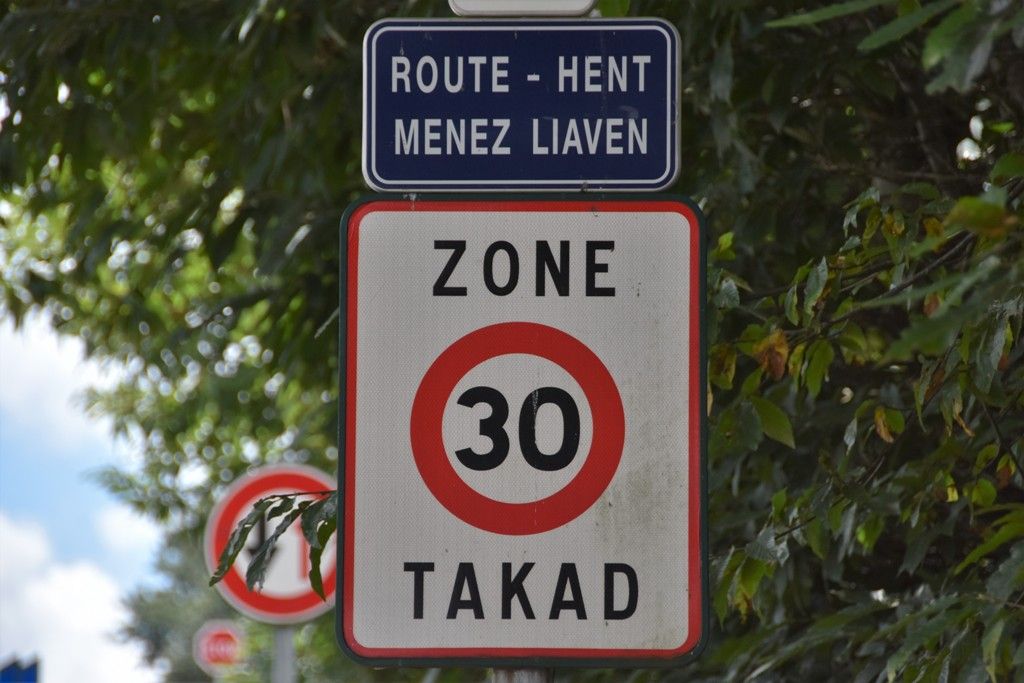 ROUTE - HENT
MENEZ LIAVEN
ZONE
30
TAKAD